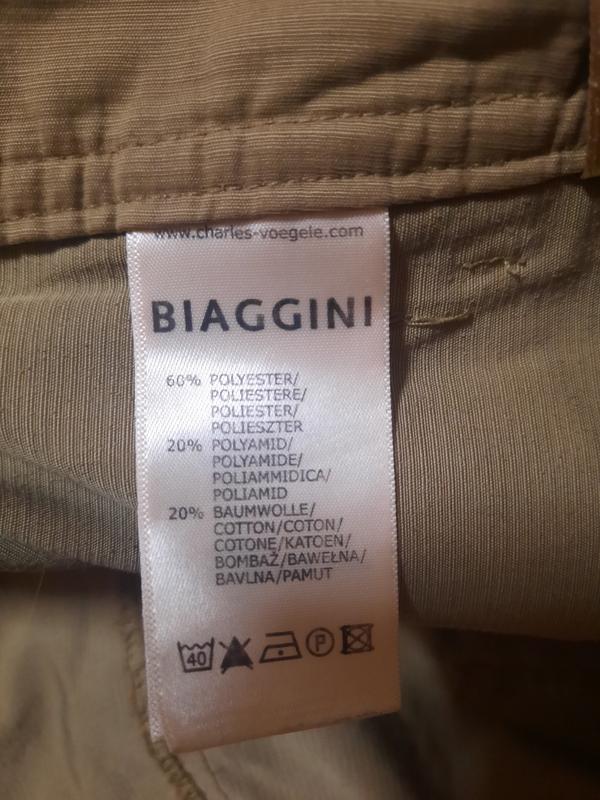 www.charles-voegele.com
BIAGGINI
60% POLYESTER/
POLIESTERE/
POLIESTER/
POLIESZTER
20% POLYAMID/
POLYAMIDE/
POLIAMMIDICA/
POLIAMID
20% BAUMWOLLE/
COTTON/COTON/
COTONE/KATOEN/
BOMBAŽ/BAWEŁNA/
BAVLNA/PAMUT
40 P